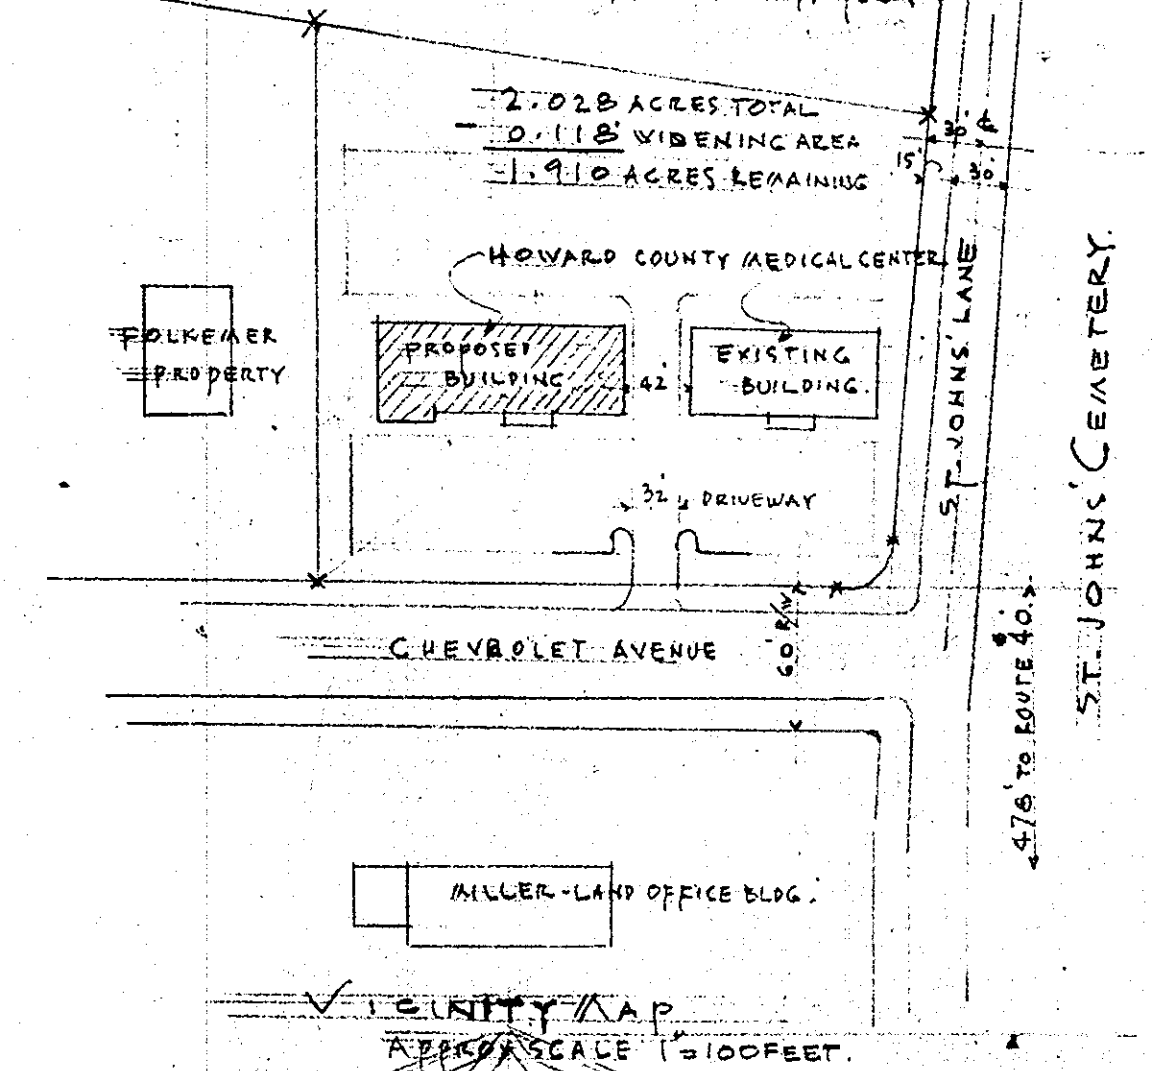 2.028 ACRES TOTAL
- 0.118' WIDENING AREA
1.910 ACRES REMAINING
30' ℄
15'
30'
HOWARD COUNTY MEDICAL CENTER
FOLKEMER
PROPERTY
PROPOSED
BUILDING
42'
EXISTING
BUILDING.
ST. JOHNS' LANE
ST. JOHNS' CEMETERY.
32' DRIVEWAY
CHEVROLET AVENUE
60' R/W
478' TO ROUTE 40.
MILLER-LAND OFFICE BLDG.
VICINITY MAP
APPROX SCALE 1"=100FEET.